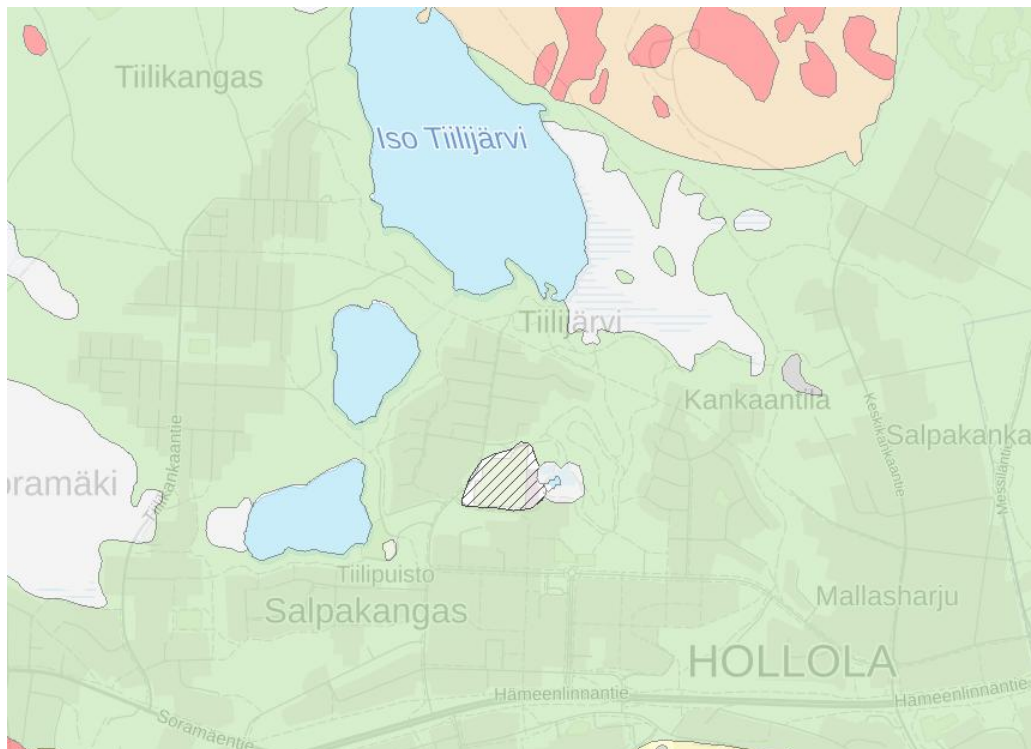 Tiilikangas
Iso Tiilijärvi
Tiilijärvi
Kankaantila
Keskikankaantie
Salpakanka
Messiläntie
oramäki
Tiilikankaantie
Tiilipuisto
Salpakangas
Mallasharju
HOLLOLA
Hämeenlinnantie
Hämeenlinnantie
Soramäentie